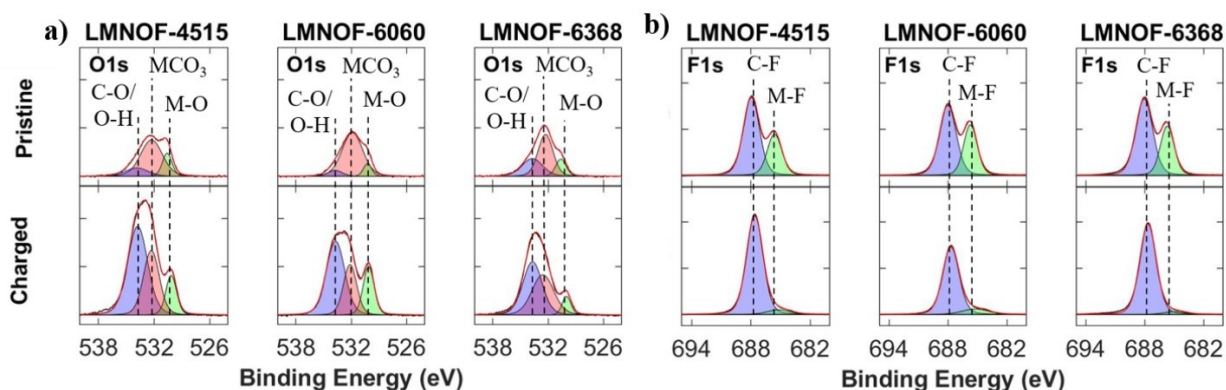 a) LMNOF-4515 LMNOF-6060 LMNOF-6368
b) LMNOF-4515 LMNOF-6060 LMNOF-6368
Pristine
O1s MCO₃
C-O/
O-H
M-O
O1s MCO₃
C-O/
O-H
M-O
O1s MCO₃
C-O/
O-H
M-O
F1s C-F
M-F
F1s C-F
M-F
F1s C-F
M-F
Charged
538 532 526 538 532 526 538 532 526
694 688 682 694 688 682 694 688 682
Binding Energy (eV) Binding Energy (eV)